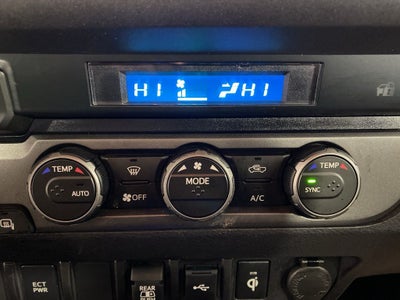 HI HI
TEMP MODE TEMP
AUTO OFF A/C SYNC
ECT
PWR
REAR